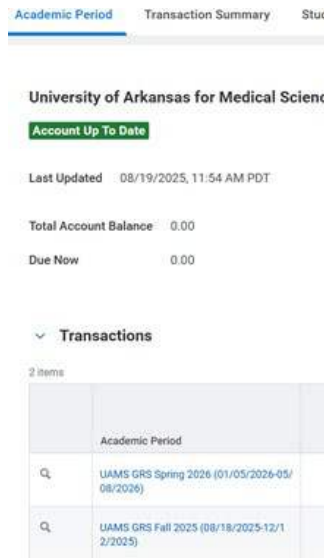 Academic Period Transaction Summary
University of Arkansas for Medical
Account Up To Date
Last Updated 08/19/2025, 11:54 AM PDT
Total Account Balance 0.00
Due Now 0.00
Transactions
2 items
Academic Period
UAMS GRS Spring 2026 (01/05/2026-05/
08/2026)
UAMS GRS Fall 2025 (08/18/2025-12/1
2/2025)